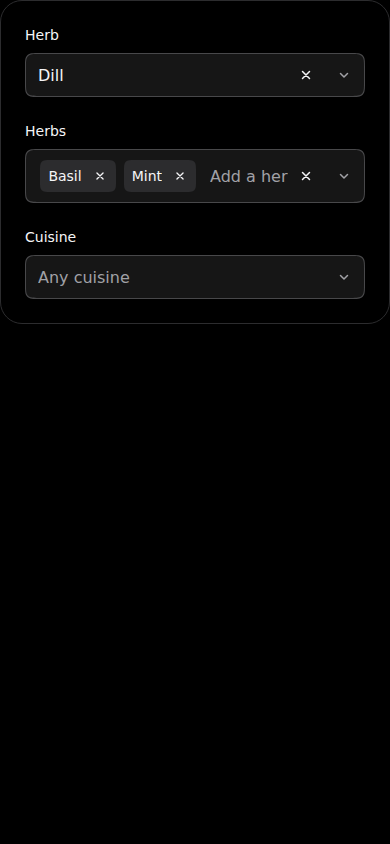 Herb
Dill
Herbs
Basil Mint Add a her
Cuisine
Any cuisine